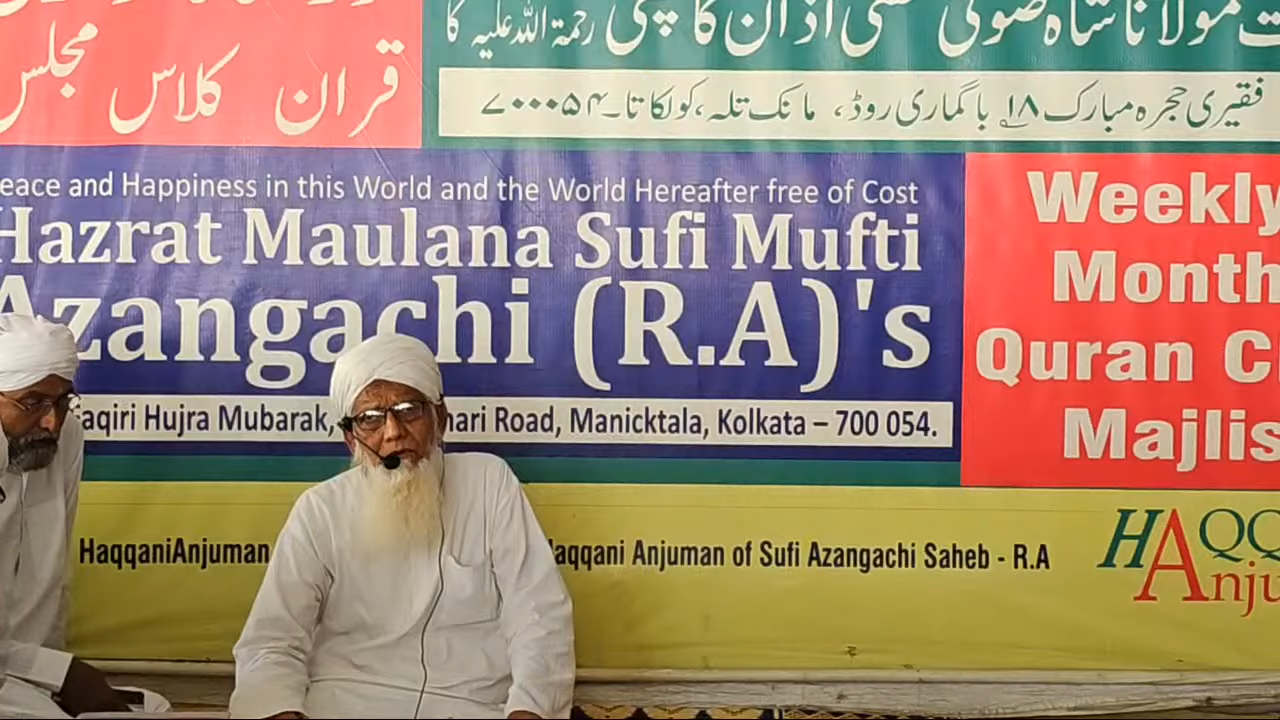 قران کلاس مجلس
مولانا شاہ صوفی مفتی اذان گاچھی رحمۃ اللہ علیہ کا
فقیری حجرہ مبارک ۱۸ باگماری روڈ، مانک تلہ، کولکاتا۔۷۰۰۰۵۴
eace and Happiness in this World and the World Hereafter free of Cost
Hazrat Maulana Sufi Mufti
Azangachi (R.A)'s
aqiri Hujra Mubarak, mari Road, Manicktala, Kolkata – 700 054.
Weekly
Month
Quran C
Majlis
HaqqaniAnjuman
Haqqani Anjuman of Sufi Azangachi Saheb - R.A
HAQQ
Anju